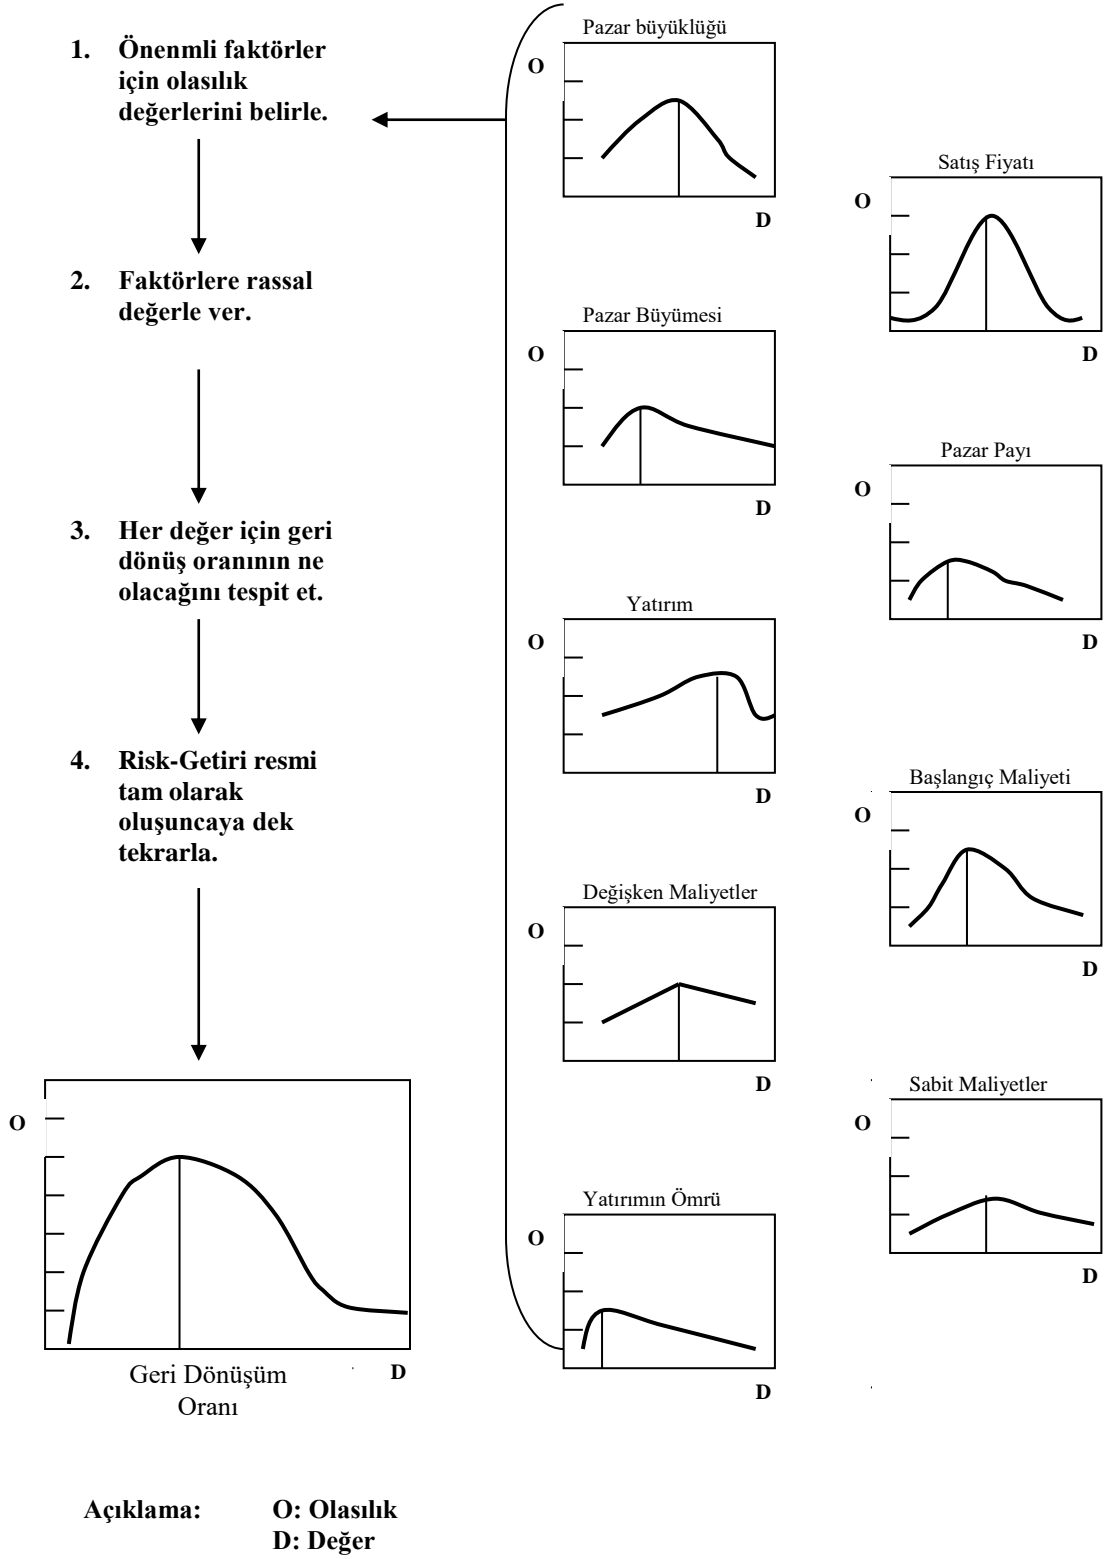 1. Önenmli faktörler
için olasılık
değerlerini belirle.
2. Faktörlere rassal
değerle ver.
3. Her değer için geri
dönüş oranının ne
olacağını tespit et.
4. Risk-Getiri resmi
tam olarak
oluşuncaya dek
tekrarla.
O
Geri Dönüşüm
Oranı
D
Pazar büyüklüğü
O
D
Satış Fiyatı
O
D
Pazar Büyümesi
O
D
Pazar Payı
O
D
Yatırım
O
D
Başlangıç Maliyeti
O
D
Değişken Maliyetler
O
D
Sabit Maliyetler
O
D
Yatırımın Ömrü
O
D
Açıklama: O: Olasılık
D: Değer